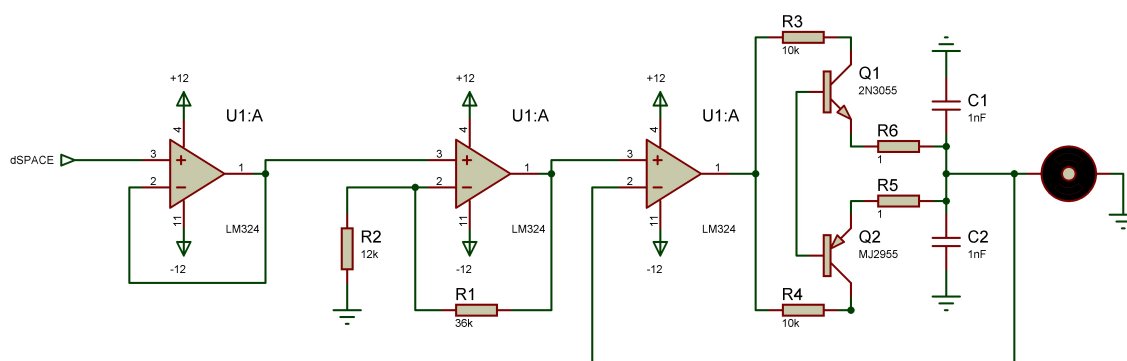 dSPACE
+12
U1:A
4
3
+
1
2
−
11
LM324
-12
+12
U1:A
4
3
+
1
2
−
11
LM324
-12
R2
12k
R1
36k
+12
U1:A
4
3
+
1
2
−
11
LM324
-12
R3
10k
Q1
2N3055
R6
1
R5
1
Q2
MJ2955
R4
10k
C1
1nF
C2
1nF